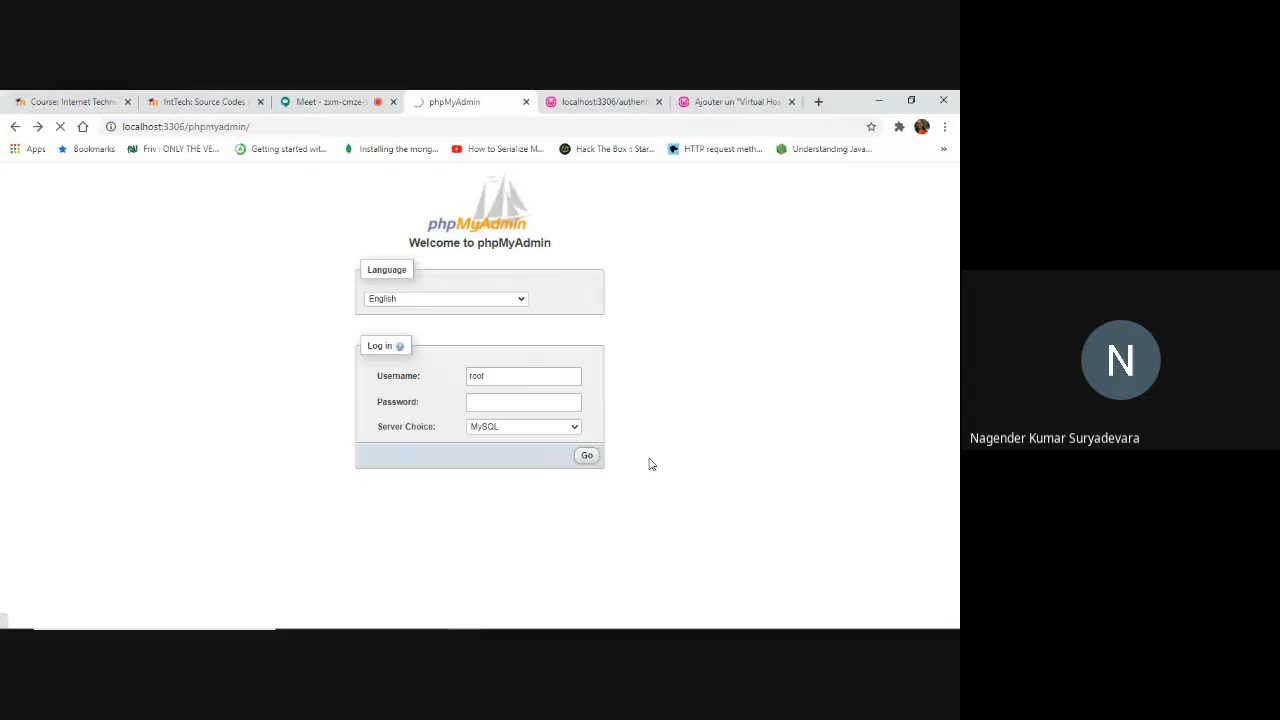 Course: Internet Techn
IntTech: Source Codes
Meet - zxm-cmze-
phpMyAdmin
localhost:3306/authent
Ajouter un "Virtual Hos
localhost:3306/phpmyadmin/
Apps
Bookmarks
Friv : ONLY THE VE...
Getting started wit...
Installing the mong...
How to Serialize M...
Hack The Box :: Star...
HTTP request meth...
Understanding Java...
phpMyAdmin
Welcome to phpMyAdmin
Language
English
Log in
Username:
root
Password:
Server Choice:
MySQL
Go
N
Nagender Kumar Suryadevara